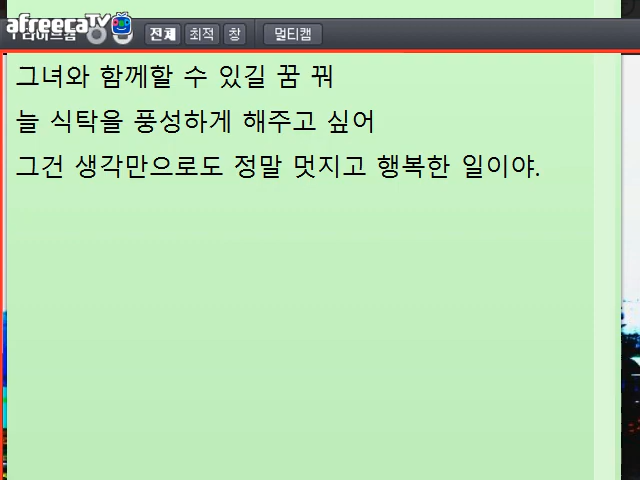 afreecaTV
전체 최적 창 멀티캠
그녀와 함께할 수 있길 꿈 꿔
늘 식탁을 풍성하게 해주고 싶어
그건 생각만으로도 정말 멋지고 행복한 일이야.